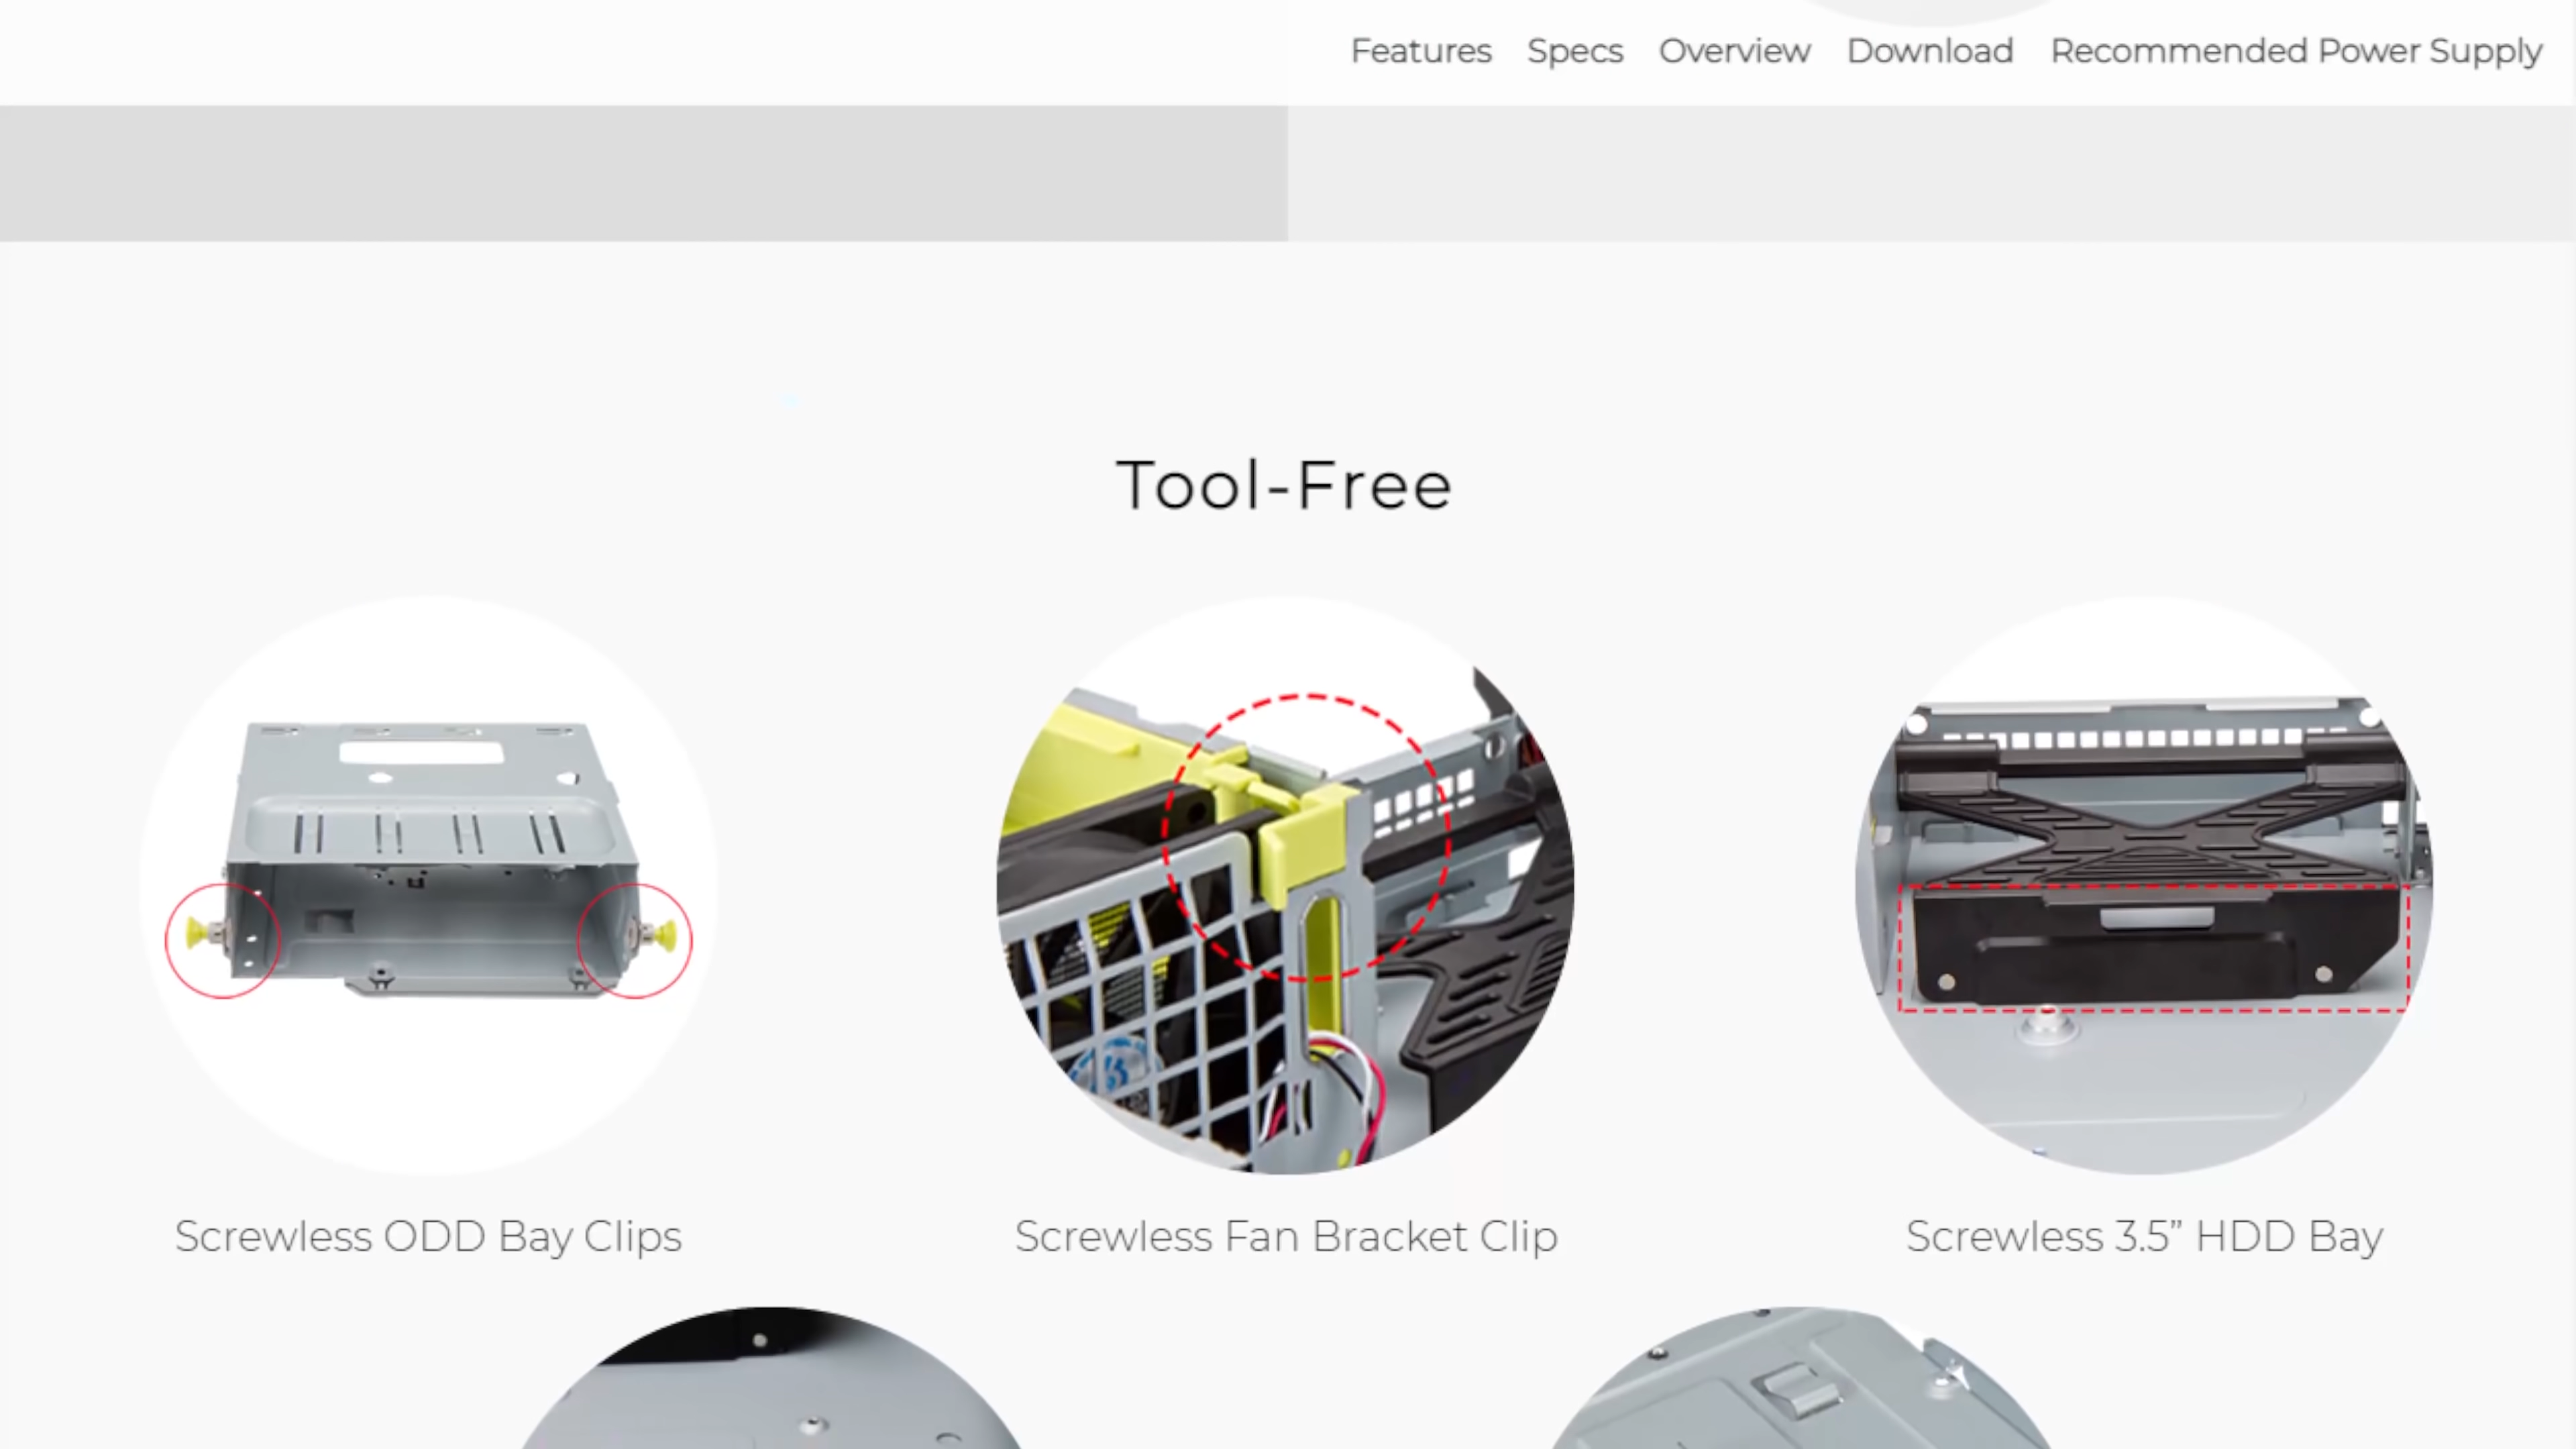 Features Specs Overview Download Recommended Power Supply
Tool-Free
Screwless ODD Bay Clips
Screwless Fan Bracket Clip
Screwless 3.5” HDD Bay